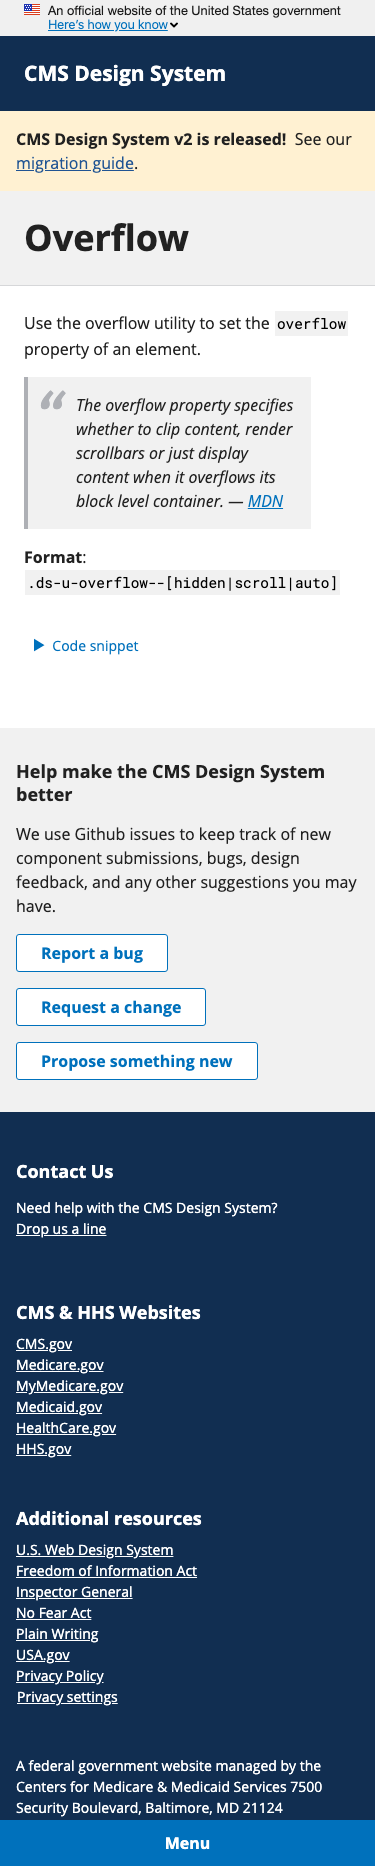 An official website of the United States government
Here's how you know
CMS Design System
CMS Design System v2 is released! See our
migration guide.
Overflow
Use the overflow utility to set the overflow
property of an element.
The overflow property specifies
whether to clip content, render
scrollbars or just display
content when it overflows its
block level container. — MDN
Format:
.ds-u-overflow--[hidden|scroll|auto]
Code snippet
Help make the CMS Design System
better
We use Github issues to keep track of new
component submissions, bugs, design
feedback, and any other suggestions you may
have.
Report a bug
Request a change
Propose something new
Contact Us
Need help with the CMS Design System?
Drop us a line
CMS & HHS Websites
CMS.gov
Medicare.gov
MyMedicare.gov
Medicaid.gov
HealthCare.gov
HHS.gov
Additional resources
U.S. Web Design System
Freedom of Information Act
Inspector General
No Fear Act
Plain Writing
USA.gov
Privacy Policy
Privacy settings
A federal government website managed by the
Centers for Medicare & Medicaid Services 7500
Security Boulevard, Baltimore, MD 21124
Menu